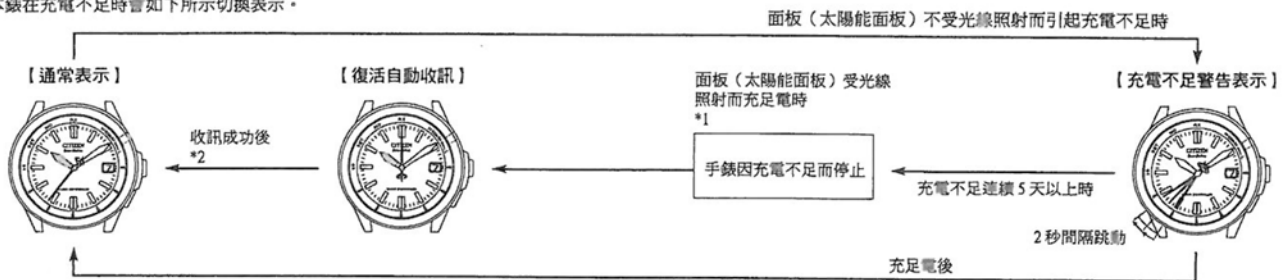 本錶在充電不足時會如下所示切換表示。
面板（太陽能面板）不受光線照射而引起充電不足時
【通常表示】
【復活自動收訊】
面板（太陽能面板）受光線
照射而充足電時
*1
【充電不足警告表示】
收訊成功後
*2
手錶因充電不足而停止
充電不足連續5天以上時
2秒間隔跳動
充足電後
CITIZEN
CITIZEN
CITIZEN